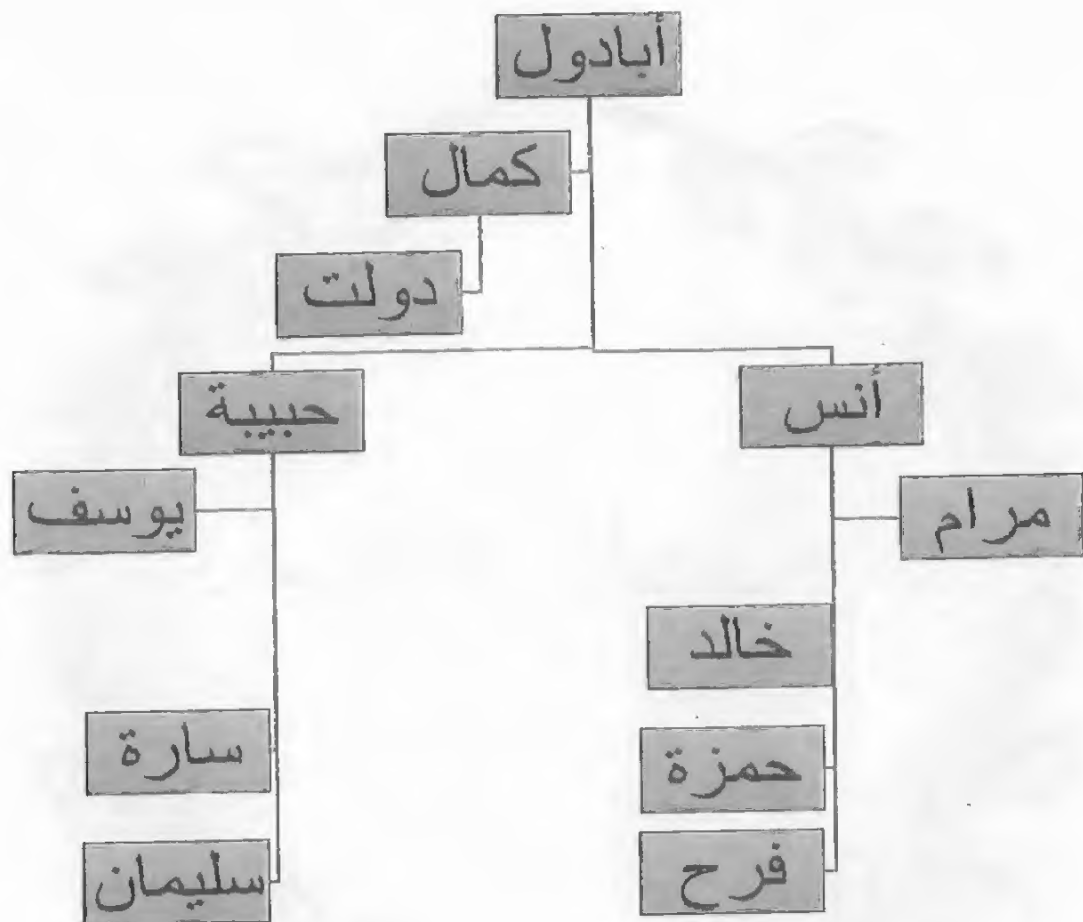 أبادول
كمال
دولت
أنس
حبيبة
مرام
يوسف
خالد
سارة
حمزة
فرح
سليمان